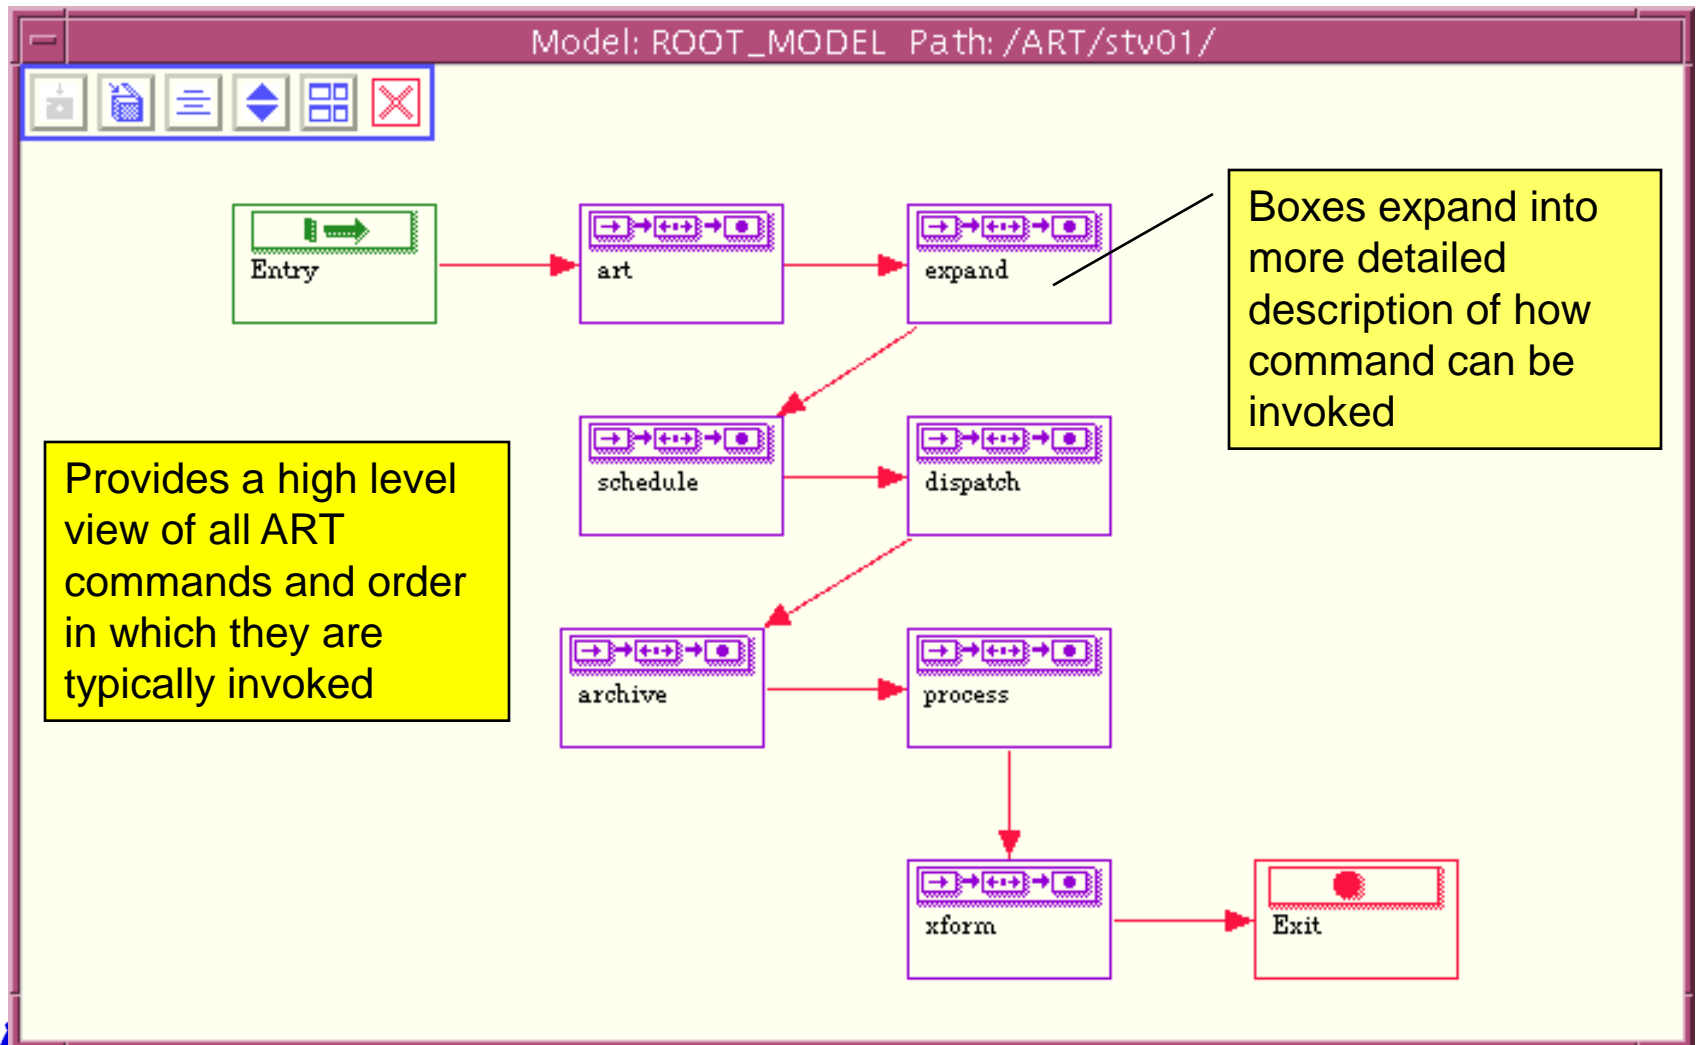 Model: ROOT_MODEL Path: /ART/stv01/
Entry
art
expand
Boxes expand into
more detailed
description of how
command can be
invoked
Provides a high level
view of all ART
commands and order
in which they are
typically invoked
schedule
dispatch
archive
process
xform
Exit